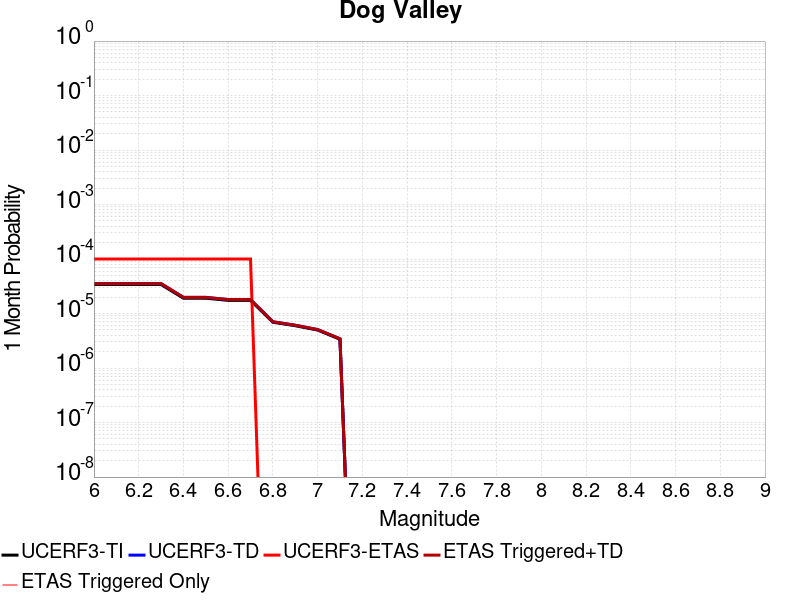 Dog Valley
1 Month Probability
10^0
10^-1
10^-2
10^-3
10^-4
10^-5
10^-6
10^-7
10^-8
6 6.2 6.4 6.6 6.8 7 7.2 7.4 7.6 7.8 8 8.2 8.4 8.6 8.8 9
Magnitude
UCERF3-TI UCERF3-TD UCERF3-ETAS ETAS Triggered+TD
ETAS Triggered Only